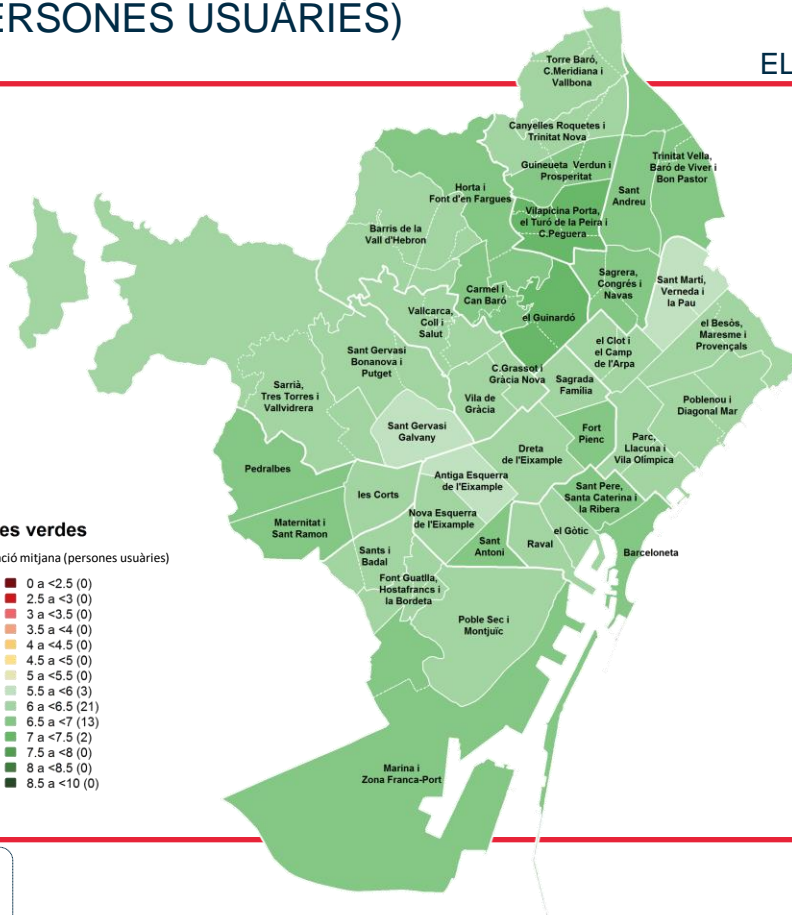 ERSONES USUÀRIES)
EL
Torre Baró,
C.Meridiana i
Vallbona
Canyelles Roquetes i
Trinitat Nova
Guineueta Verdun i
Prosperitat
Trinitat Vella,
Baró de Viver i
Bon Pastor
Sant
Andreu
Horta i
Font d'en Fargues
Vilapicina Porta,
el Turó de la Peira i
C.Peguera
Barris de la
Vall d'Hebron
Sagrera,
Congrés i
Navas
Sant Martí,
Verneda i
la Pau
Carmel i
Can Baró
Vallcarca,
Coll i
Salut
el Guinardó
el Besòs,
Maresme i
Provençals
el Clot i
el Camp
de l'Arpa
Sant Gervasi
Bonanova i
Putget
C.Grassot i
Gràcia Nova
Sagrada
Família
Sarrià,
Tres Torres i
Vallvidrera
Vila de
Gràcia
Poblenou i
Diagonal Mar
Sant Gervasi
Galvany
Fort
Pienc
Parc,
Llacuna i
Vila Olímpica
Dreta
de l'Eixample
Pedralbes
Antiga Esquerra
de l'Eixample
Sant Pere,
Santa Caterina i
la Ribera
les Corts
Nova Esquerra
de l'Eixample
Maternitat i
Sant Ramon
el Gòtic
Sant
Antoni
Raval
Barceloneta
Sants i
Badal
Font Guatlla,
Hostafrancs i
la Bordeta
Poble Sec i
Montjuïc
Marina i
Zona Franca-Port
es verdes
ció mitjana (persones usuàries)
0 a <2.5 (0)
2.5 a <3 (0)
3 a <3.5 (0)
3.5 a <4 (0)
4 a <4.5 (0)
4.5 a <5 (0)
5 a <5.5 (0)
5.5 a <6 (3)
6 a <6.5 (21)
6.5 a <7 (13)
7 a <7.5 (2)
7.5 a <8 (0)
8 a <8.5 (0)
8.5 a <10 (0)